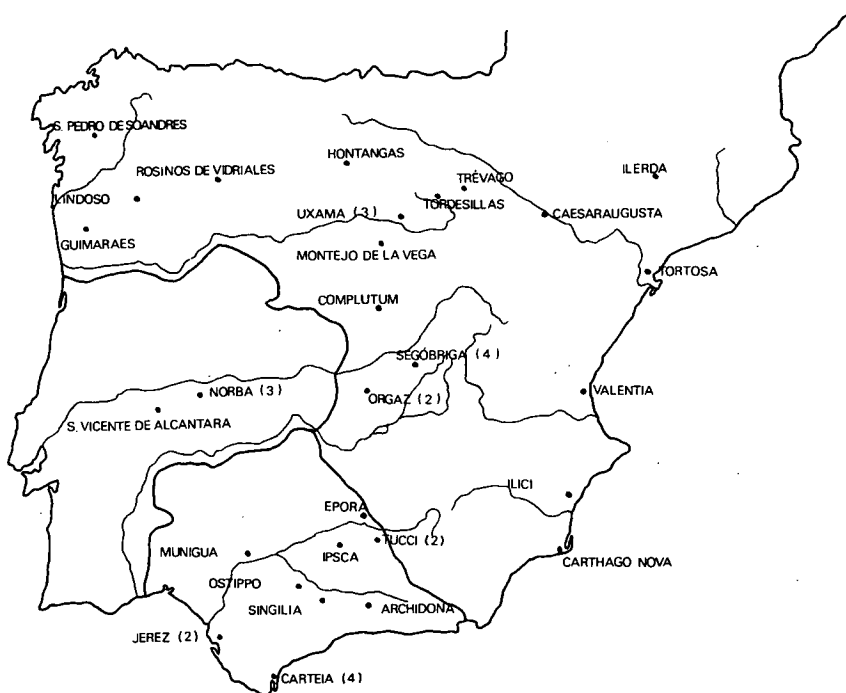 S. PEDRO DE SOANDRES
HONTANGAS
ROSINOS DE VIDRIALES
TRÉVAGO
ILERDA
LINDOSO
TORDESILLAS
UXAMA (3)
CAESARAUGUSTA
GUIMARAES
MONTEJO DE LA VEGA
TORTOSA
COMPLUTUM
SEGÓBRIGA (4)
NORBA (3)
ORGAZ (2)
VALENTIA
S. VICENTE DE ALCANTARA
ILICI
EPORA
TUCCI (2)
MUNIGUA
IPSCA
CARTHAGO NOVA
OSTIPPO
SINGILIA
ARCHIDONA
JEREZ (2)
CARTEIA (4)